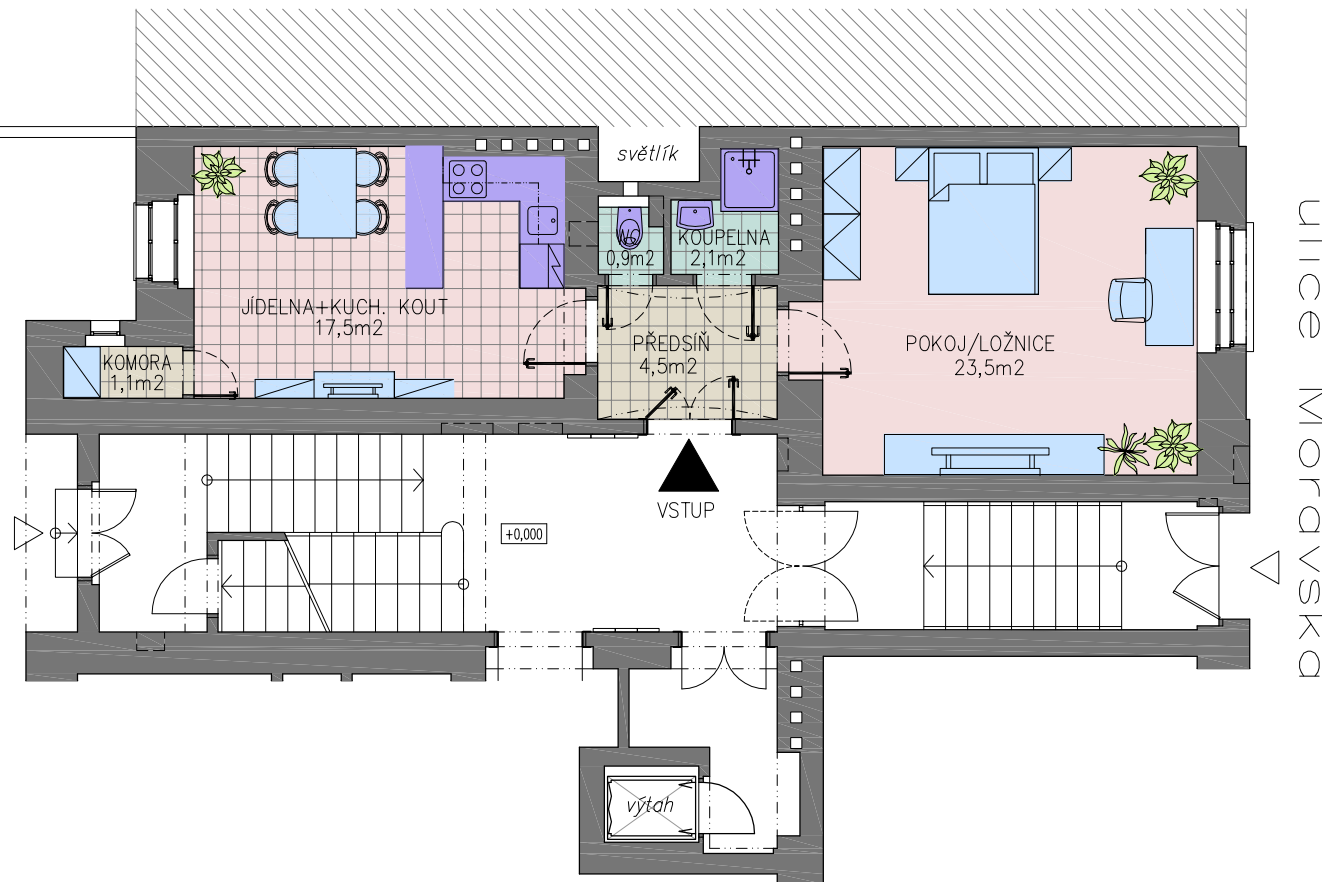 světlík
WC
0,9m2
KOUPELNA
2,1m2
JÍDELNA+KUCH. KOUT
17,5m2
PŘEDSÍŇ
4,5m2
POKOJ/LOŽNICE
23,5m2
KOMORA
1,1m2
VSTUP
+0,000
výtah
ulice Moravská